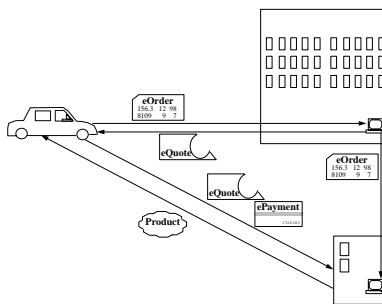 eOrder
156.3 12 98
8109 9 7
eQuote
eOrder
156.3 12 98
8109 9 7
eQuote
ePayment
Product